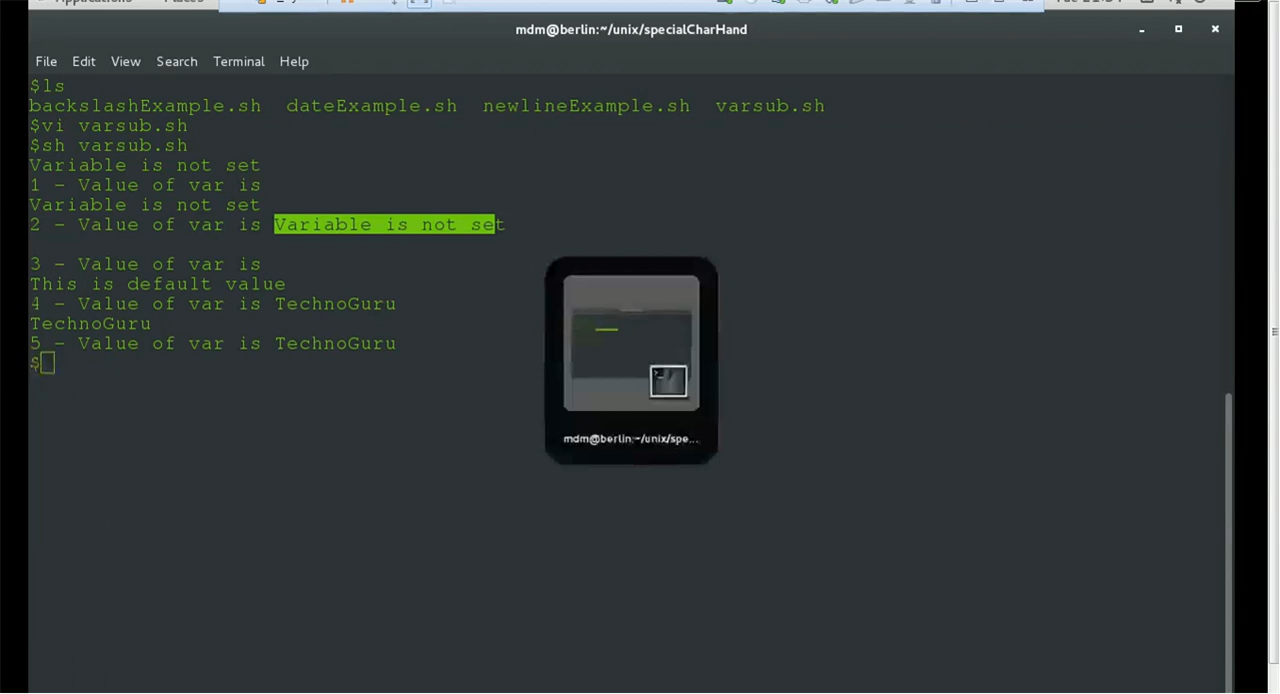 mdm@berlin:~/unix/specialCharHand
File Edit View Search Terminal Help
$ls
backslashExample.sh dateExample.sh newlineExample.sh varsub.sh
$vi varsub.sh
$sh varsub.sh
Variable is not set
1 - Value of var is
Variable is not set
2 - Value of var is Variable is not set
3 - Value of var is
This is default value
4 - Value of var is TechnoGuru
TechnoGuru
5 - Value of var is TechnoGuru
$
mdm@berlin:~/unix/spe...